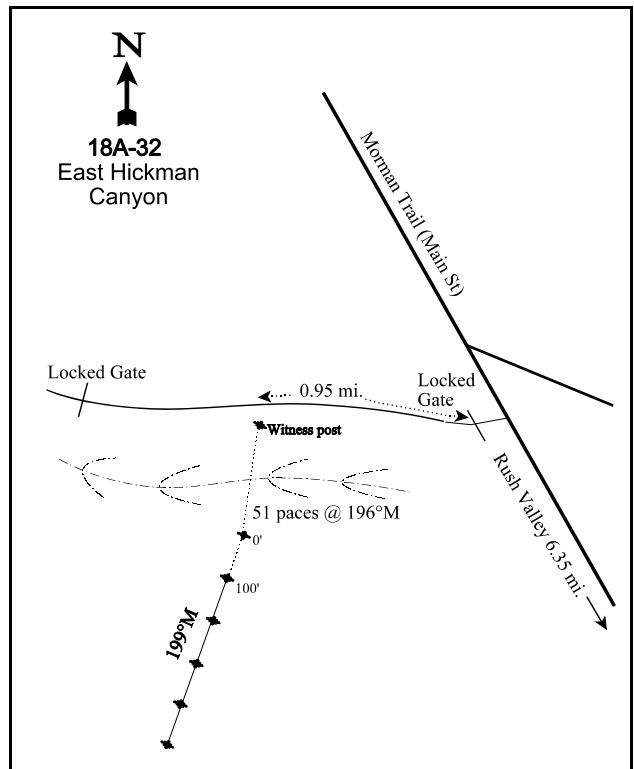 N
18A-32
East Hickman
Canyon
Morman Trail (Main St)
Locked Gate
0.95 mi.
Locked
Gate
Witness post
51 paces @ 196°M
Rush Valley 6.35 mi.
0'
100'
199°M